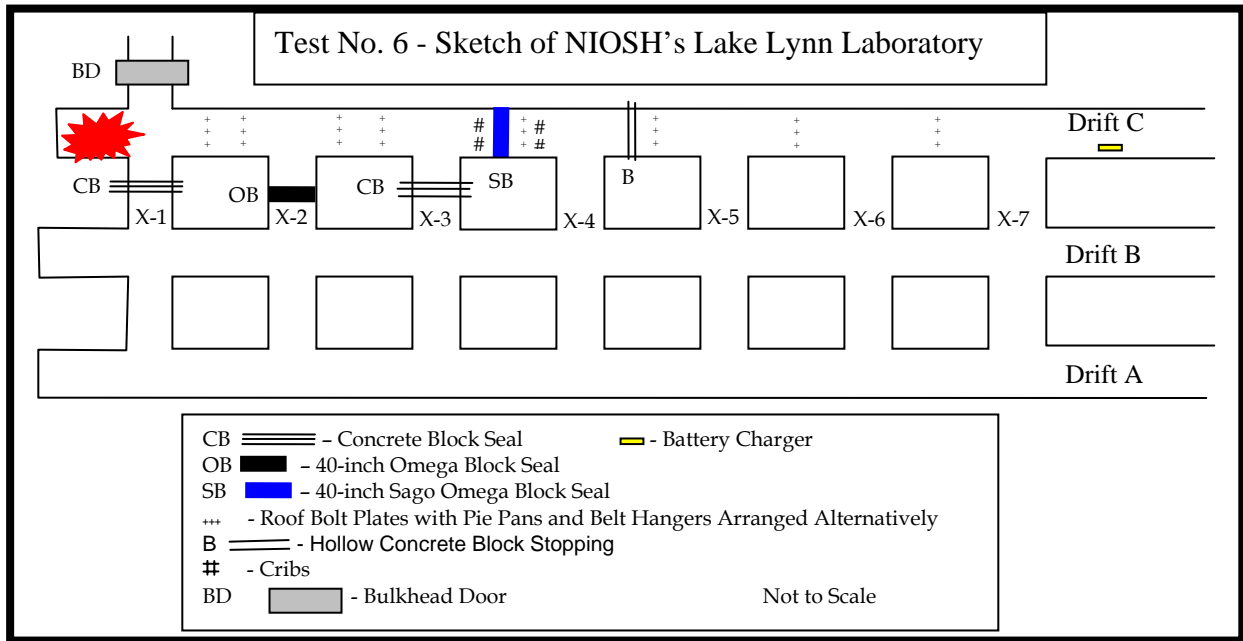 Test No. 6 - Sketch of NIOSH's Lake Lynn Laboratory
BD
Drift C
CB
OB
CB
SB
B
X-1
X-2
X-3
X-4
X-5
X-6
X-7
Drift B
Drift A
CB – Concrete Block Seal - Battery Charger
OB – 40-inch Omega Block Seal
SB – 40-inch Sago Omega Block Seal
+++ - Roof Bolt Plates with Pie Pans and Belt Hangers Arranged Alternatively
B - Hollow Concrete Block Stopping
# - Cribs
BD - Bulkhead Door Not to Scale